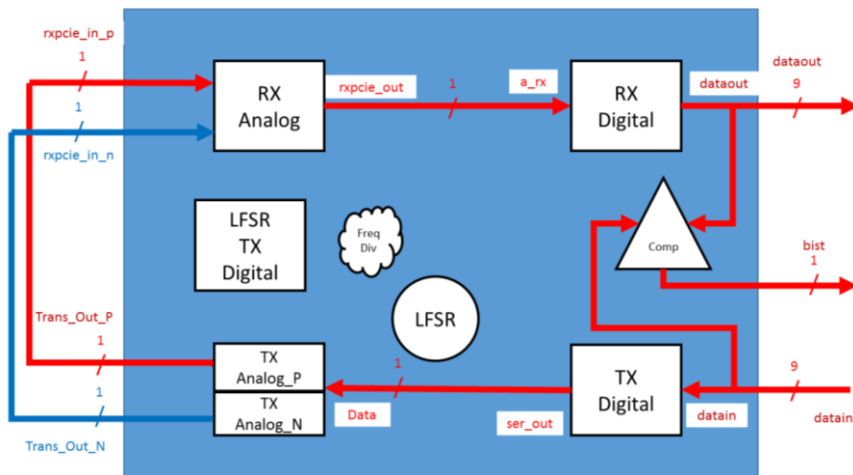 rxpcie_in_p
1
1
rxpcie_in_n
RX
Analog
rxpcie_out
1
a_rx
RX
Digital
dataout
dataout
9
LFSR
TX
Digital
Freq
Div
Comp
bist
1
LFSR
Trans_Out_P
1
1
Trans_Out_N
TX
Analog_P
TX
Analog_N
Data
1
ser_out
TX
Digital
datain
9
datain